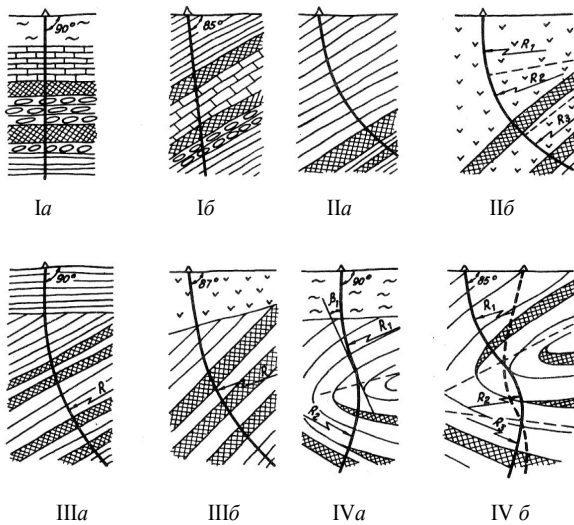 90° 85°
R₁ R₂ R₃
Iа Iб IIа IIб
90° 87° β₁ 90° R₁ 85° R₁
R R R₂ R₂ R₃
IIIа IIIб IVа IV б